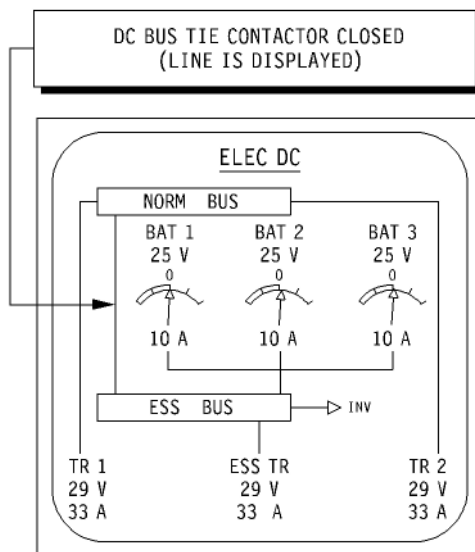 DC BUS TIE CONTACTOR CLOSED
(LINE IS DISPLAYED)
ELEC DC
NORM BUS
BAT 1 BAT 2 BAT 3
25 V 25 V 25 V
0 0 0
10 A 10 A 10 A
ESS BUS INV
TR 1 ESS TR TR 2
29 V 29 V 29 V
33 A 33 A 33 A